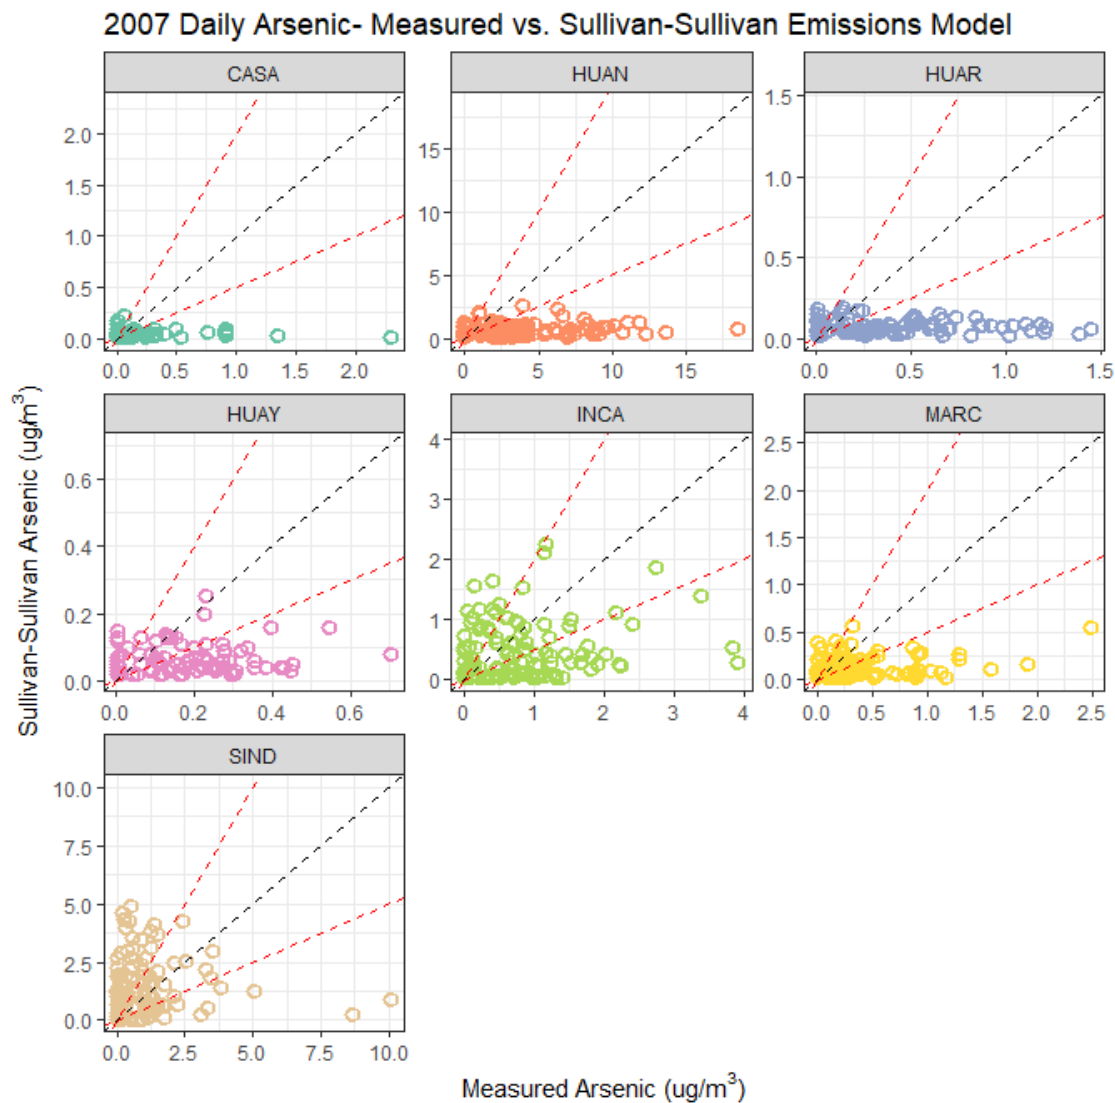 2007 Daily Arsenic- Measured vs. Sullivan-Sullivan Emissions Model
CASA
HUAN
HUAR
2.0
1.5
1.0
0.5
0.0
0.0 0.5 1.0 1.5 2.0
15
10
5
0
0 5 10 15
1.5
1.0
0.5
0.0
0.0 0.5 1.0 1.5
HUAY
INCA
MARC
0.6
0.4
0.2
0.0
0.0 0.2 0.4 0.6
4
3
2
1
0
0 1 2 3 4
2.5
2.0
1.5
1.0
0.5
0.0
0.0 0.5 1.0 1.5 2.0 2.5
SIND
10.0
7.5
5.0
2.5
0.0
0.0 2.5 5.0 7.5 10.0
Sullivan-Sullivan Arsenic (ug/m³)
Measured Arsenic (ug/m³)